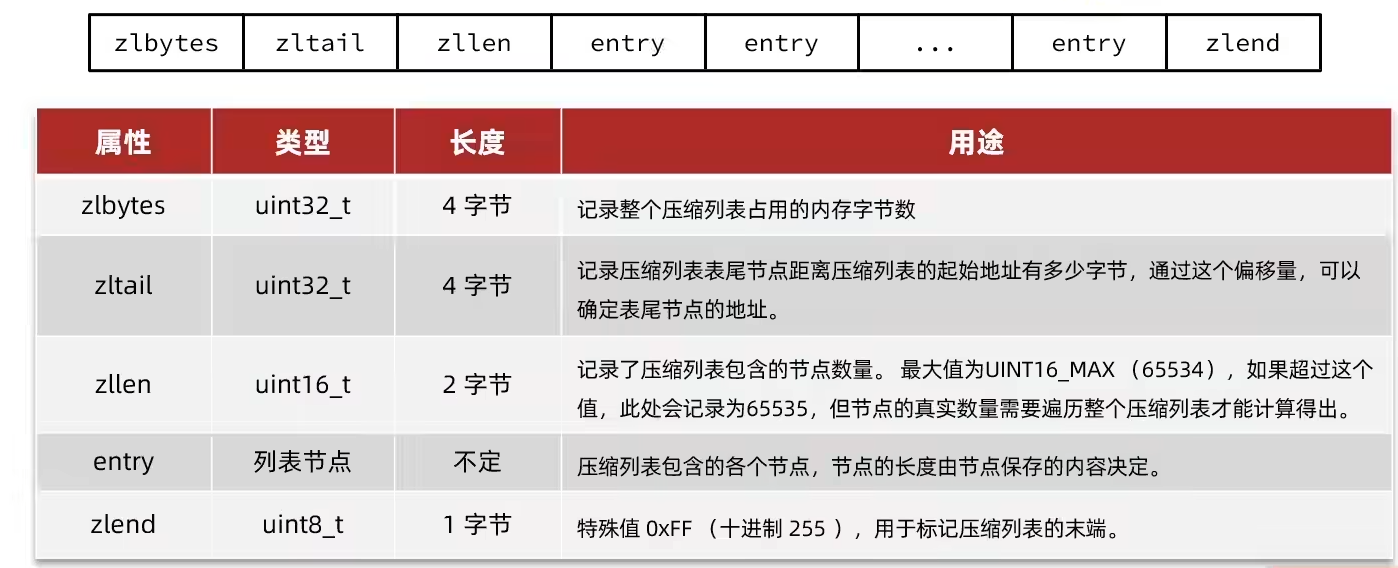 zlbytes zltail zllen entry entry ... entry zlend
属性 类型 长度 用途
zlbytes uint32_t 4 字节 记录整个压缩列表占用的内存字节数
zltail uint32_t 4 字节 记录压缩列表表尾节点距离压缩列表的起始地址有多少字节，通过这个偏移量，可以
确定表尾节点的地址。
zllen uint16_t 2 字节 记录了压缩列表包含的节点数量。 最大值为UINT16_MAX （65534），如果超过这个
值，此处会记录为65535，但节点的真实数量需要遍历整个压缩列表才能计算得出。
entry 列表节点 不定 压缩列表包含的各个节点，节点的长度由节点保存的内容决定。
zlend uint8_t 1 字节 特殊值 0xFF （十进制 255 ），用于标记压缩列表的末端。